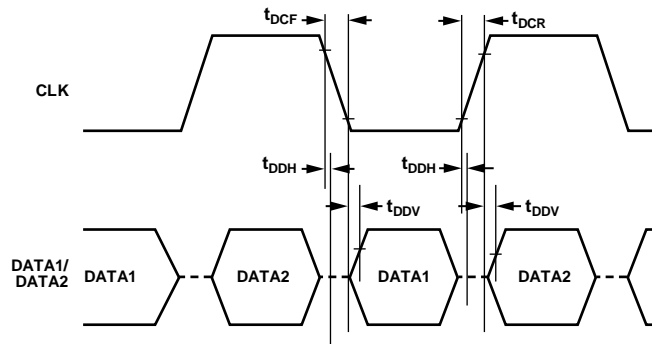 tDCF
tDCR
CLK
tDDH
tDDH
tDDV
tDDV
DATA1/
DATA2
DATA1
DATA2
DATA1
DATA2